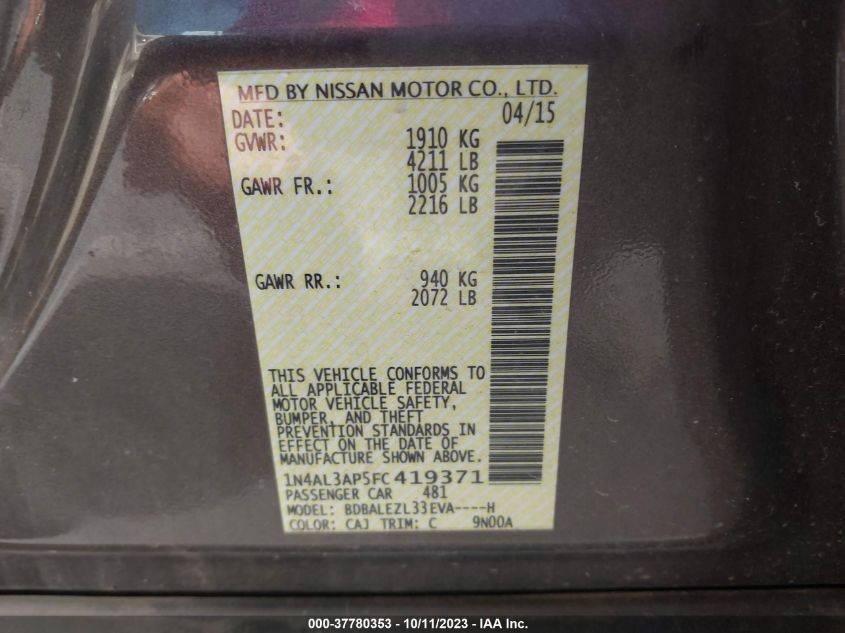 MFD BY NISSAN MOTOR CO., LTD.
DATE: 04/15
GVWR: 1910 KG
4211 LB
GAWR FR.: 1005 KG
2216 LB
GAWR RR.: 940 KG
2072 LB
THIS VEHICLE CONFORMS TO
ALL APPLICABLE FEDERAL
MOTOR VEHICLE SAFETY,
BUMPER, AND THEFT
PREVENTION STANDARDS IN
EFFECT ON THE DATE OF
MANUFACTURE SHOWN ABOVE.
1N4AL3AP5FC419371
PASSENGER CAR 481
MODEL: BDBALEZL33EVA----H
COLOR: CAJ TRIM: C 9N00A
000-37780353 - 10/11/2023 - IAA Inc.